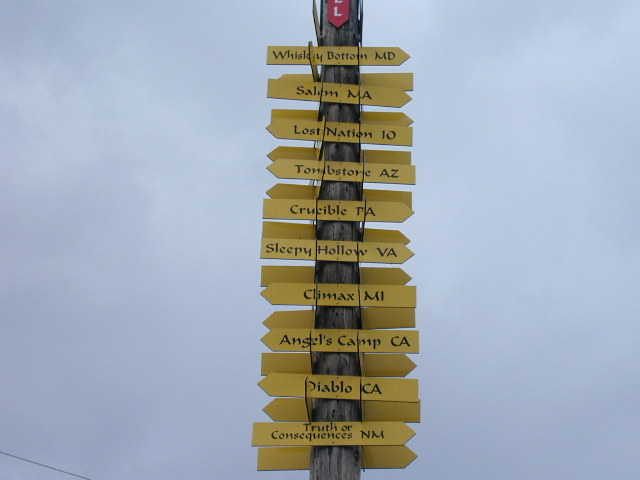 LL
Whiskey Bottom MD
Salem MA
Lost Nation IO
Tombstone AZ
Crucible PA
Sleepy Hollow VA
Climax MI
Angel's Camp CA
Diablo CA
Truth or
Consequences NM